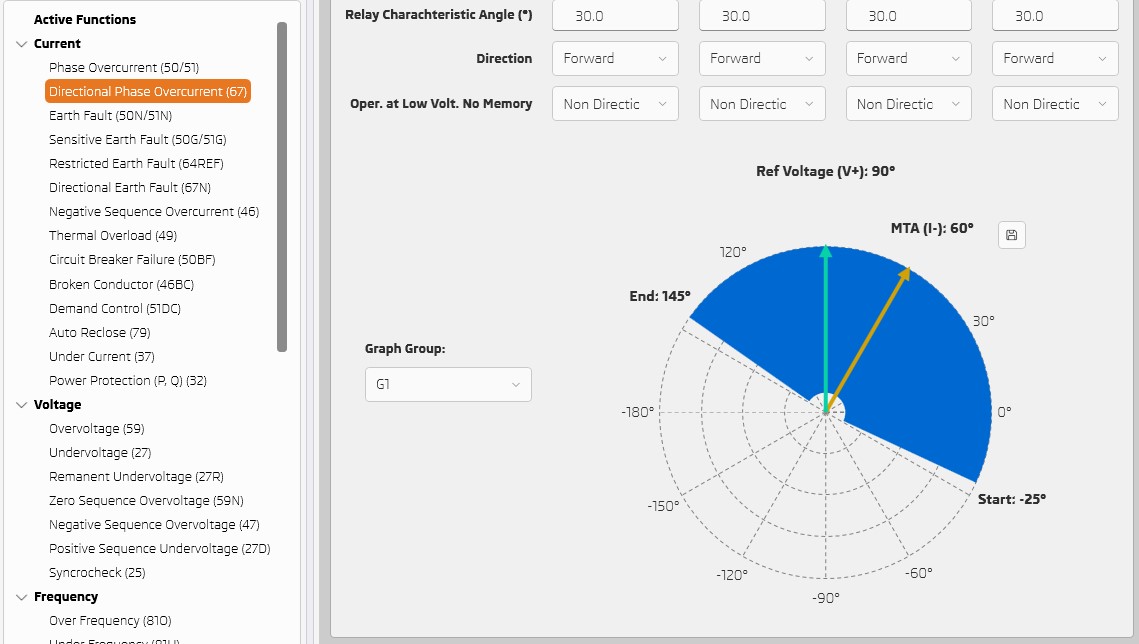 Active Functions
Current
Phase Overcurrent (50/51)
Directional Phase Overcurrent (67)
Earth Fault (50N/51N)
Sensitive Earth Fault (50G/51G)
Restricted Earth Fault (64REF)
Directional Earth Fault (67N)
Negative Sequence Overcurrent (46)
Thermal Overload (49)
Circuit Breaker Failure (50BF)
Broken Conductor (46BC)
Demand Control (51DC)
Auto Reclose (79)
Under Current (37)
Power Protection (P, Q) (32)
Voltage
Overvoltage (59)
Undervoltage (27)
Remanent Undervoltage (27R)
Zero Sequence Overvoltage (59N)
Negative Sequence Overvoltage (47)
Positive Sequence Undervoltage (27D)
Syncrocheck (25)
Frequency
Over Frequency (81O)
Under Frequency (81U)
Relay Charachteristic Angle (°) 30.0 30.0 30.0 30.0
Direction Forward Forward Forward Forward
Oper. at Low Volt. No Memory Non Directic Non Directic Non Directic Non Directic
Ref Voltage (V+): 90°
MTA (I-): 60°
120°
End: 145°
30°
Graph Group:
G1
-180°
0°
Start: -25°
-150°
-120°
-60°
-90°